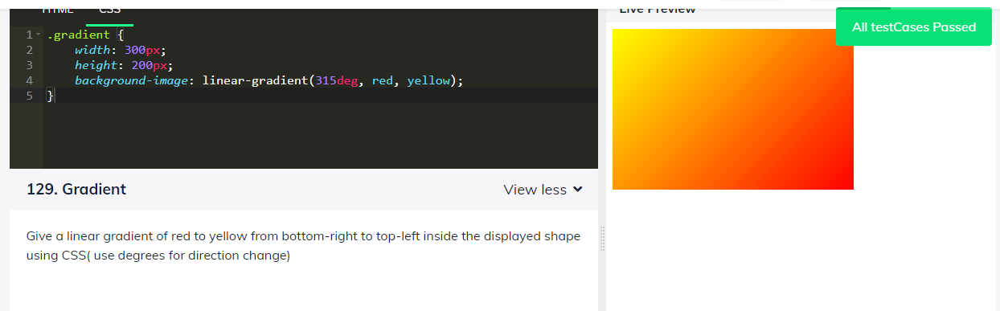 HTML CSS
1 .gradient {
2 width: 300px;
3 height: 200px;
4 background-image: linear-gradient(315deg, red, yellow);
5 }
129. Gradient
View less
Give a linear gradient of red to yellow from bottom-right to top-left inside the displayed shape
using CSS( use degrees for direction change)
Live Preview
All testCases Passed